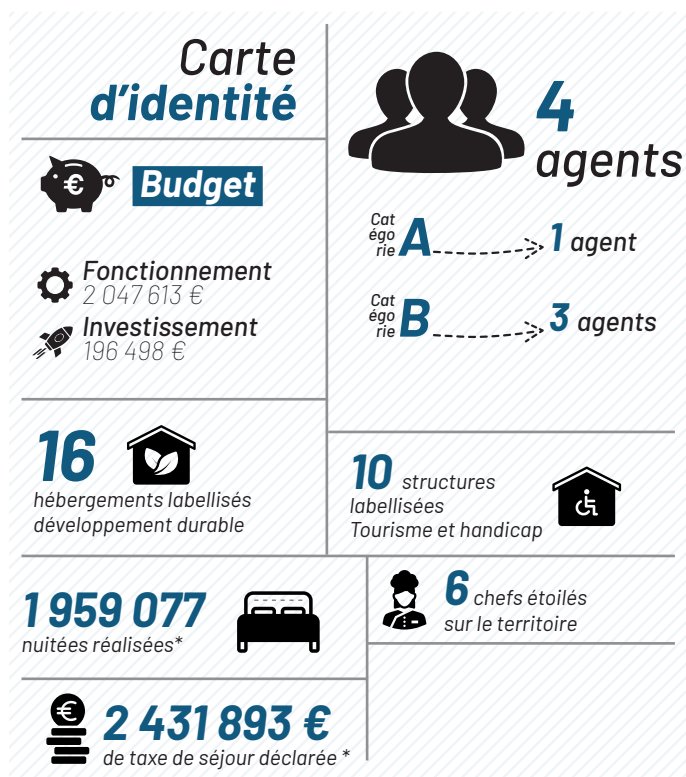 Carte
d'identité
€
Budget
Fonctionnement
2 047 613 €
Investissement
196 498 €
4
agents
Cat
égo
rie A 1 agent
Cat
égo
rie B 3 agents
16
hébergements labellisés
développement durable
10 structures
labellisées
Tourisme et handicap
1 959 077
nuitées réalisées*
6 chefs étoilés
sur le territoire
€
2 431 893 €
de taxe de séjour déclarée *